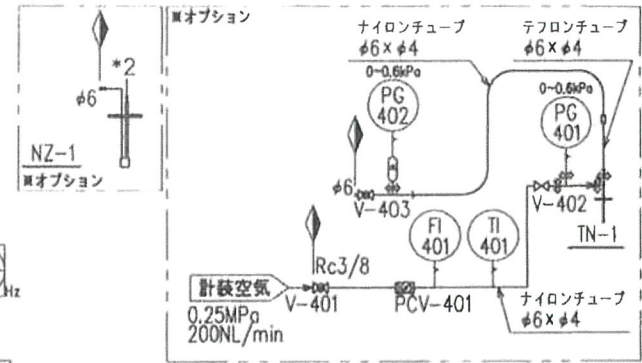 *2
φ6
NZ-1
※オプション
※オプション
ナイロンチューブ
φ6×φ4
テフロンチューブ
φ6×φ4
0~0.6kPa
PG
402
0~0.6kPa
PG
401
φ6
V-403
V-402
TN-1
FI
401
TI
401
Rc3/8
計装空気
V-401
PCV-401
0.25MPa
200NL/min
ナイロンチューブ
φ6×φ4
Hz